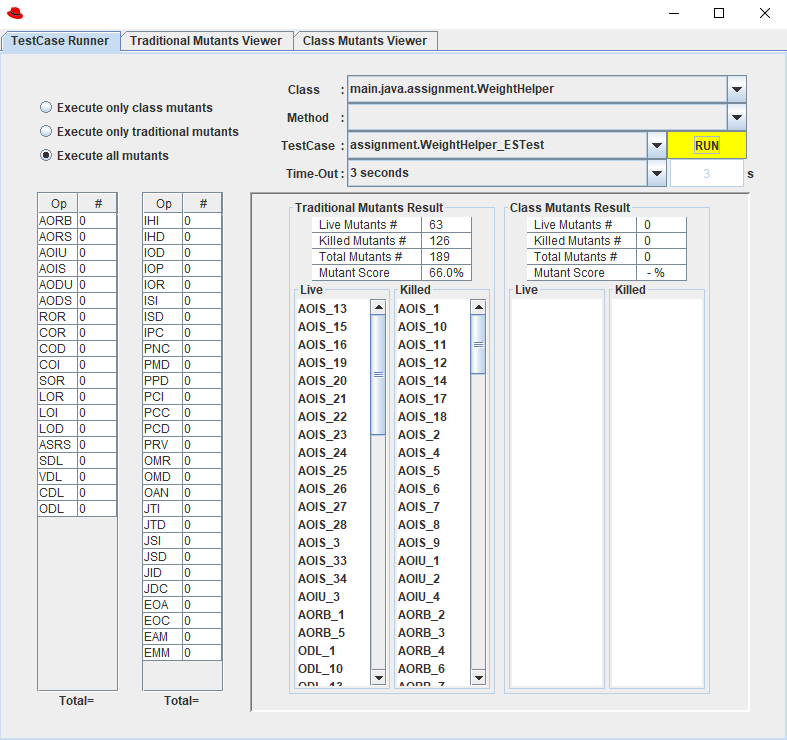 TestCase Runner Traditional Mutants Viewer Class Mutants Viewer
Execute only class mutants
Execute only traditional mutants
Execute all mutants
Class : main.java.assignment.WeightHelper
Method :
TestCase : assignment.WeightHelper_ESTest RUN
Time-Out : 3 seconds 3 s
Op #
AORB 0
AORS 0
AOIU 0
AOIS 0
AODU 0
AODS 0
ROR 0
COR 0
COD 0
COI 0
SOR 0
LOR 0
LOI 0
LOD 0
ASRS 0
SDL 0
VDL 0
CDL 0
ODL 0
Total=
Op #
IHI 0
IHD 0
IOD 0
IOP 0
IOR 0
ISI 0
ISD 0
IPC 0
PNC 0
PMD 0
PPD 0
PCI 0
PCC 0
PCD 0
PRV 0
OMR 0
OMD 0
OAN 0
JTI 0
JTD 0
JSI 0
JSD 0
JID 0
JDC 0
EOA 0
EOC 0
EAM 0
EMM 0
Total=
Traditional Mutants Result
Live Mutants # 63
Killed Mutants # 126
Total Mutants # 189
Mutant Score 66.0%
Live
AOIS_13
AOIS_15
AOIS_16
AOIS_19
AOIS_20
AOIS_21
AOIS_22
AOIS_23
AOIS_24
AOIS_25
AOIS_26
AOIS_27
AOIS_28
AOIS_3
AOIS_33
AOIS_34
AOIU_3
AORB_1
AORB_5
ODL_1
ODL_10
ODL_13
Killed
AOIS_1
AOIS_10
AOIS_11
AOIS_12
AOIS_14
AOIS_17
AOIS_18
AOIS_2
AOIS_4
AOIS_5
AOIS_6
AOIS_7
AOIS_8
AOIS_9
AOIU_1
AOIU_2
AOIU_4
AORB_2
AORB_3
AORB_4
AORB_6
AORB_7
Class Mutants Result
Live Mutants # 0
Killed Mutants # 0
Total Mutants # 0
Mutant Score - %
Live
Killed